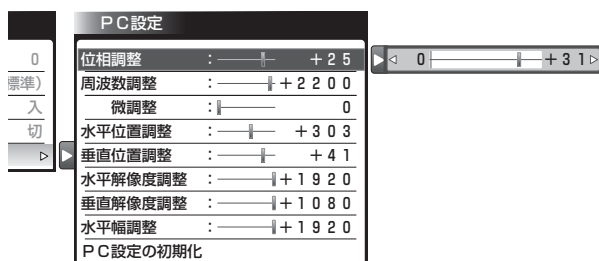 PC設定
0
標準)
入
切
位相調整 : +25
周波数調整 : +2200
微調整 : 0
水平位置調整 : +303
垂直位置調整 : +41
水平解像度調整 : +1920
垂直解像度調整 : +1080
水平幅調整 : +1920
PC設定の初期化
0 +31